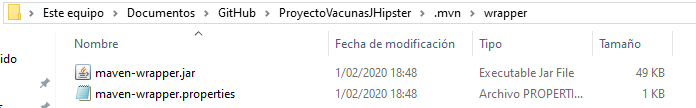 Este equipo > Documentos > GitHub > ProyectoVacunasJHipster > .mvn > wrapper
Nombre Fecha de modificación Tipo Tamaño
ido maven-wrapper.jar 1/02/2020 18:48 Executable Jar File 49 KB
maven-wrapper.properties 1/02/2020 18:48 Archivo PROPERTI... 1 KB